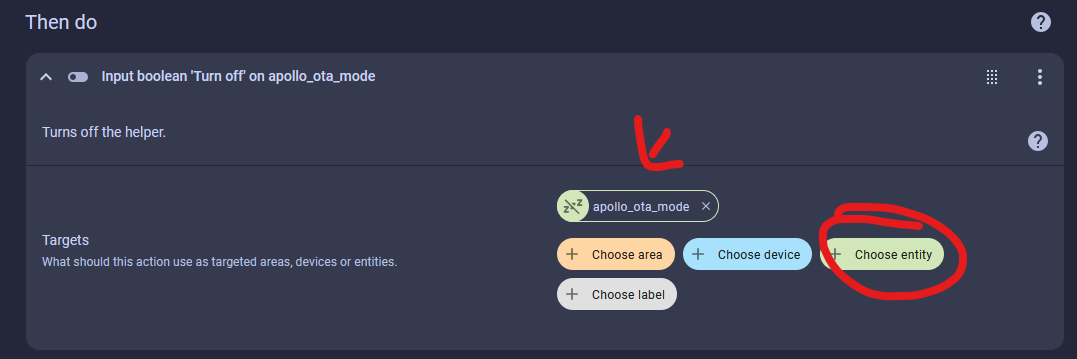 Then do
Input boolean 'Turn off' on apollo_ota_mode
Turns off the helper.
apollo_ota_mode
Targets
What should this action use as targeted areas, devices or entities.
Choose area
Choose device
Choose entity
Choose label